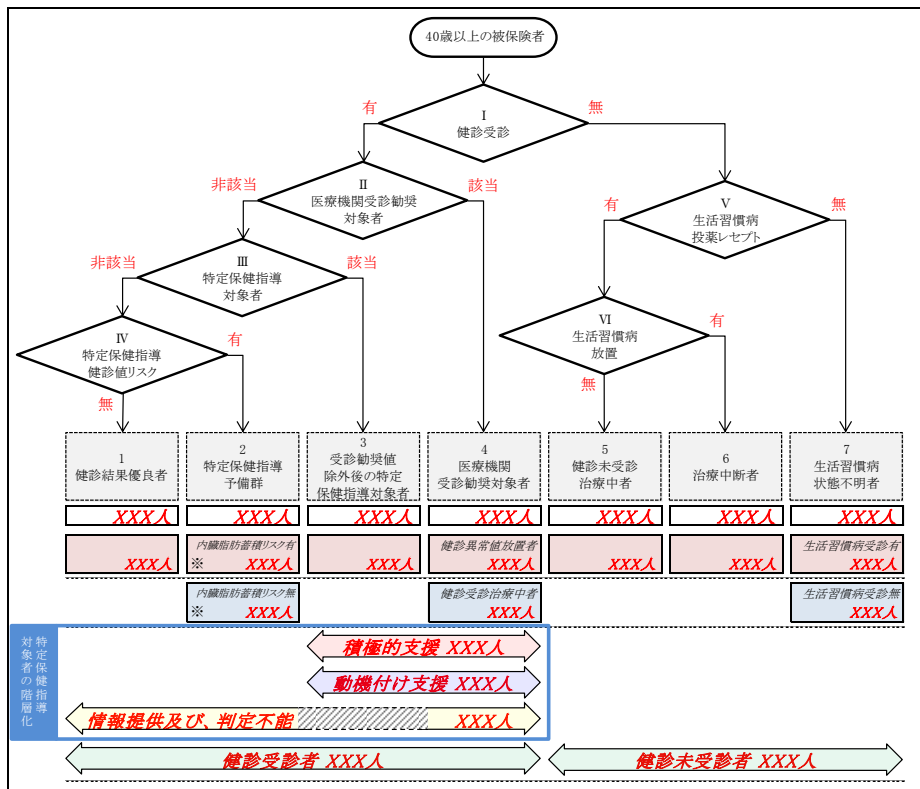 40歳以上の被保険者
有
Ⅰ
健診受診
無
非該当
Ⅱ
医療機関受診勧奨
対象者
該当
有
Ⅴ
生活習慣病
投薬レセプト
無
非該当
Ⅲ
特定保健指導
対象者
該当
Ⅳ
特定保健指導
健診値リスク
有
無
Ⅵ
生活習慣病
放置
有
無
1
健診結果優良者
2
特定保健指導
予備群
3
受診勧奨値
除外後の特定
保健指導対象者
4
医療機関
受診勧奨対象者
5
健診未受診
治療中者
6
治療中断者
7
生活習慣病
状態不明者
XXX人 XXX人 XXX人 XXX人 XXX人 XXX人 XXX人
XXX人
内臓脂肪蓄積リスク有
※ XXX人
XXX人
健診異常値放置者
XXX人
XXX人
XXX人
生活習慣病受診有
XXX人
内臓脂肪蓄積リスク無
※ XXX人
健診受診治療中者
XXX人
生活習慣病受診無
XXX人
特定保健指導
対象者の階層化
積極的支援 XXX人
動機付け支援 XXX人
情報提供及び、判定不能 XXX人
健診受診者 XXX人
健診未受診者 XXX人